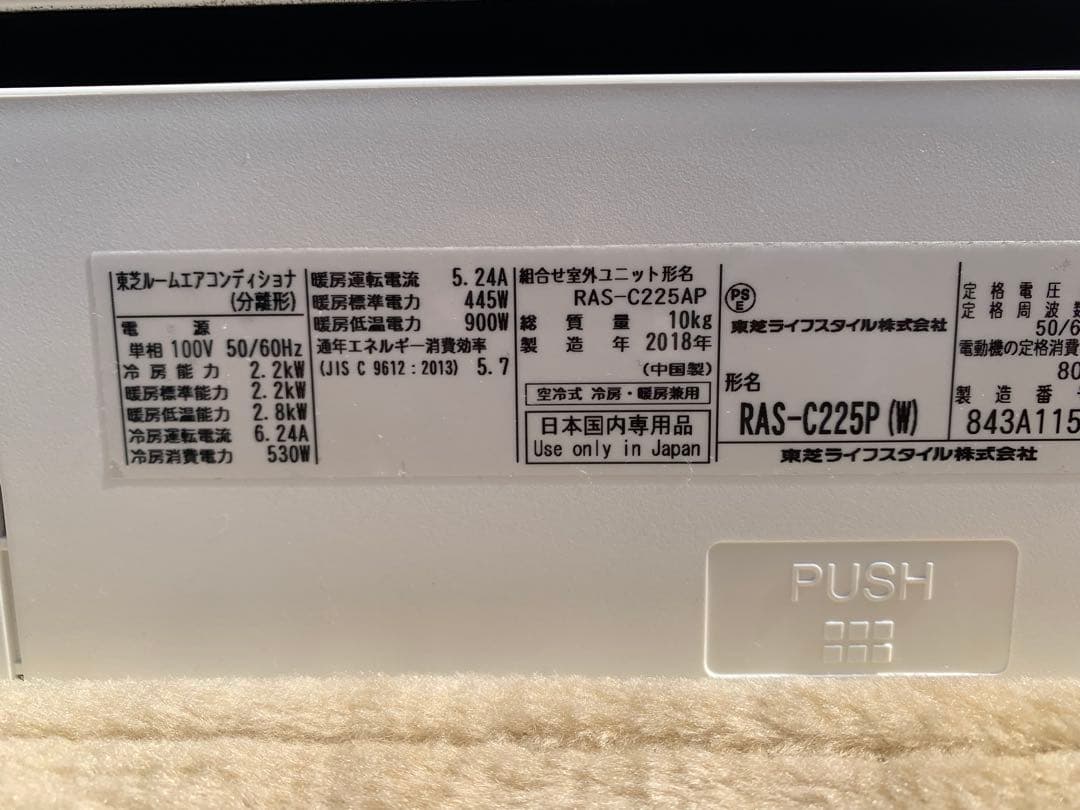 東芝ルームエアコンディショナ
(分離形)
電源
単相 100V 50/60Hz
冷房能力 2.2kW
暖房標準能力 2.2kW
暖房低温能力 2.8kW
冷房運転電流 6.24A
冷房消費電力 530W
暖房運転電流 5.24A
暖房標準電力 445W
暖房低温電力 900W
通年エネルギー消費効率
(JIS C 9612:2013) 5.7
組合せ室外ユニット形名
RAS-C225AP
総質量 10kg
製造年 2018年
(中国製)
空冷式 冷房・暖房兼用
日本国内専用品
Use only in Japan
PSE
東芝ライフスタイル株式会社
形名
RAS-C225P(W)
東芝ライフスタイル株式会社
定格電圧
定格周波数
50/6
電動機の定格消費
80
製造番
843A115
PUSH